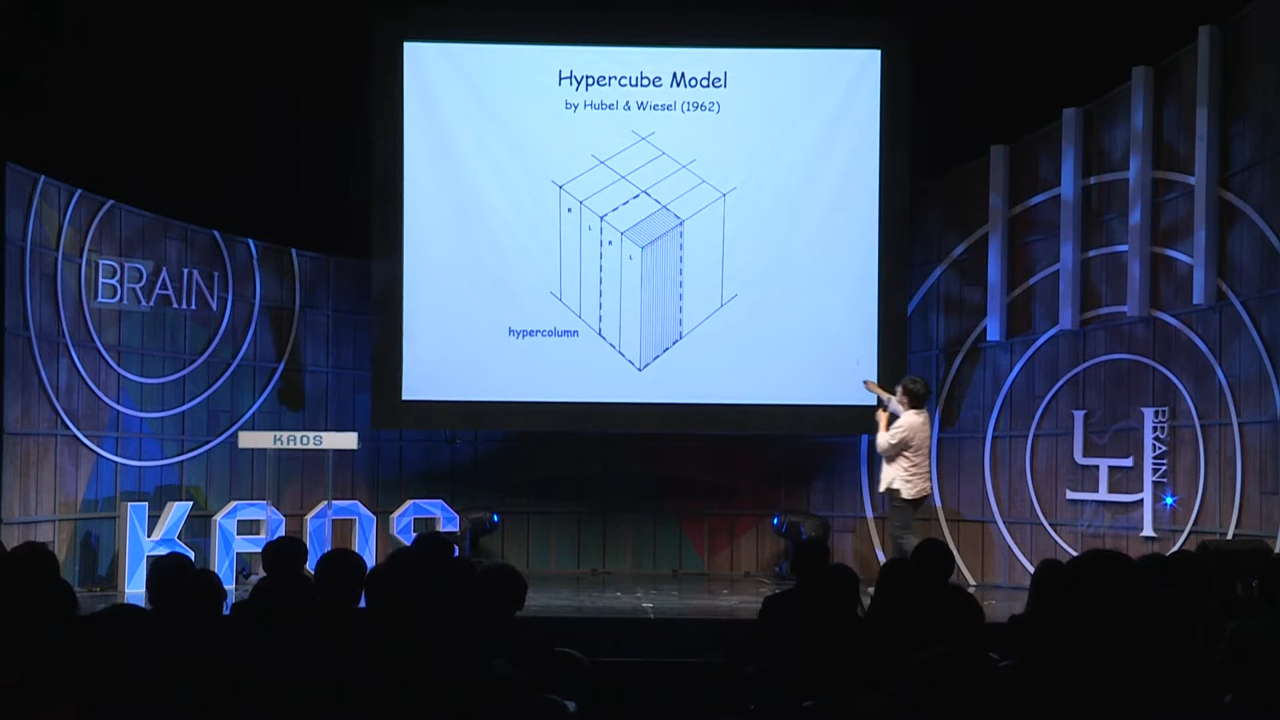 Hypercube Model
by Hubel & Wiesel (1962)
R
L
R
L
hypercolumn
BRAIN
KAOS
KAOS
뇌
BRAIN